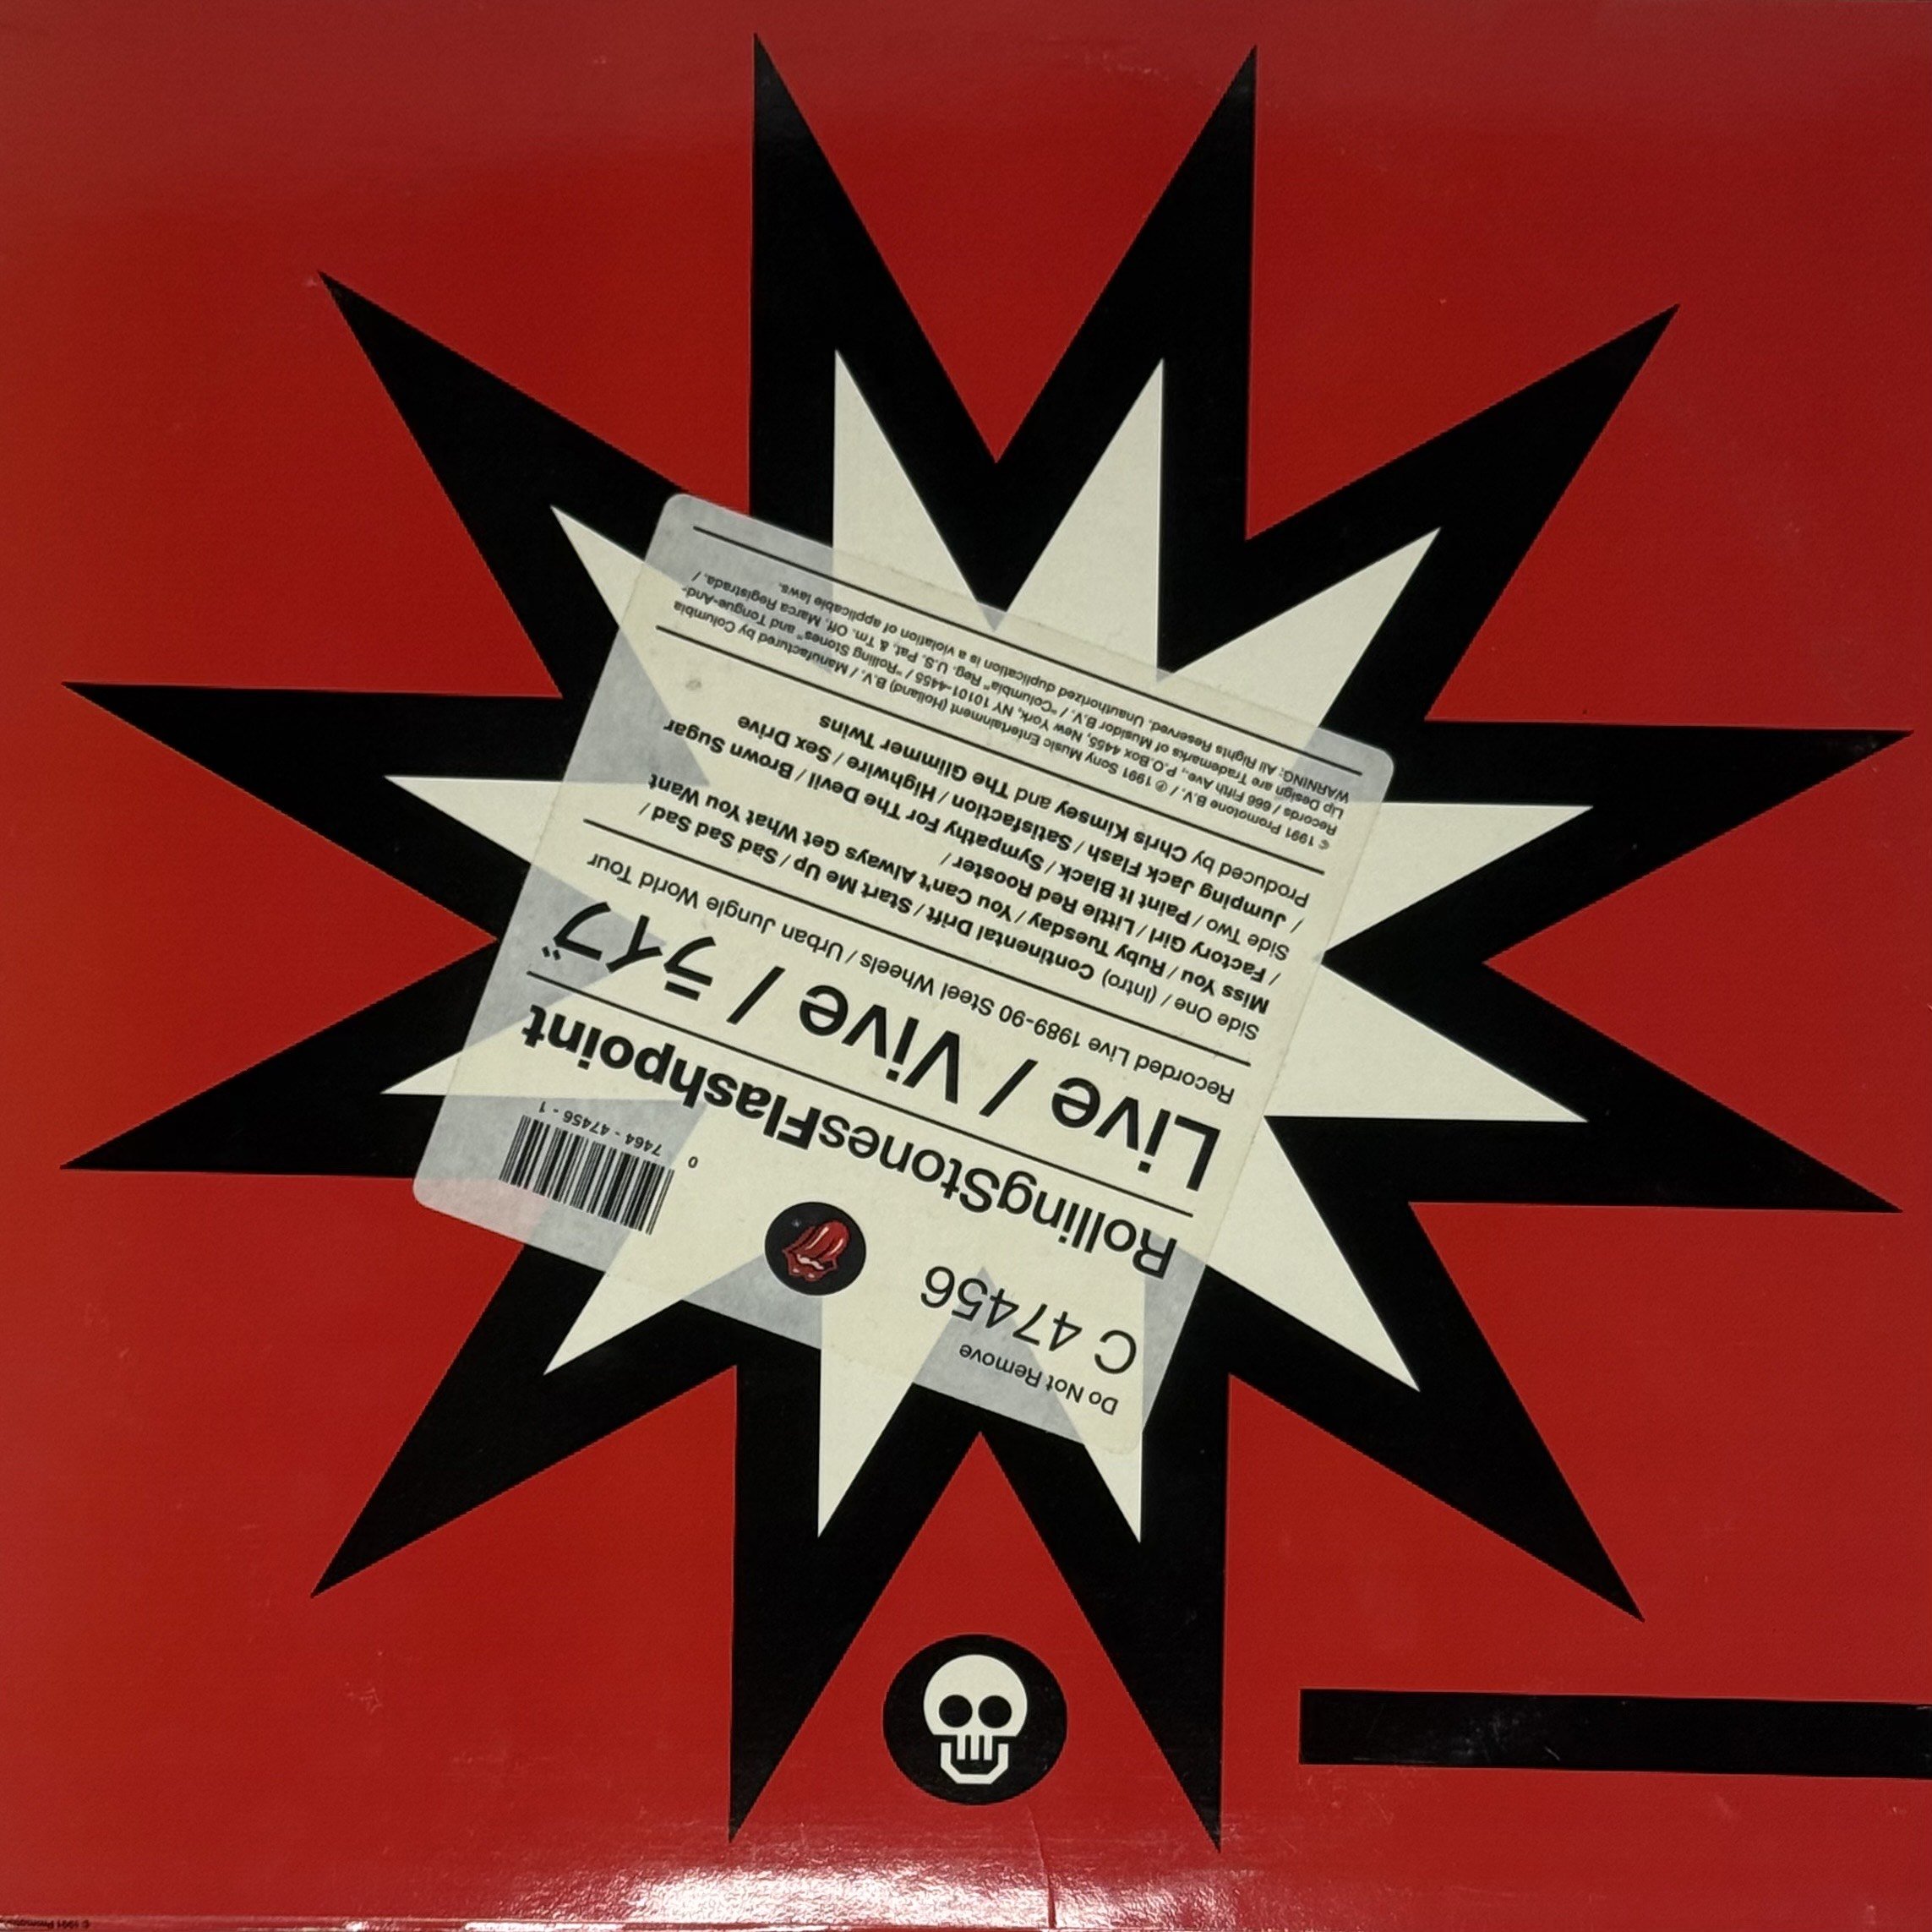 Do Not Remove
C 47456
0
7464 - 47456 - 1
RollingStonesFlashpoint
Live / Vive / ライブ
Recorded Live 1989-90 Steel Wheels / Urban Jungle World Tour
Side One / (Intro) Continental Drift / Start Me Up / Sad Sad Sad /
Miss You / Ruby Tuesday / You Can't Always Get What You Want
/ Factory Girl / Little Red Rooster /
Side Two / Paint It Black / Sympathy For The Devil / Brown Sugar
/ Jumping Jack Flash / Satisfaction / Highwire / Sex Drive
Produced by Chris Kimsey and The Glimmer Twins
© 1991 Promotone B.V. / ℗ 1991 Sony Music Entertainment (Holland) B.V. / Manufactured by Columbia
Records / 666 Fifth Ave., P.O.Box 4455, New York, NY 10101-4455 / "Rolling Stones" and Tongue-And-
Lip Design are Trademarks of Musidor B.V. / "Columbia" Reg. U.S. Pat. & Tm. Off. Marca Registrada. /
WARNING: All Rights Reserved. Unauthorized duplication is a violation of applicable laws.
© 1991 Promotone